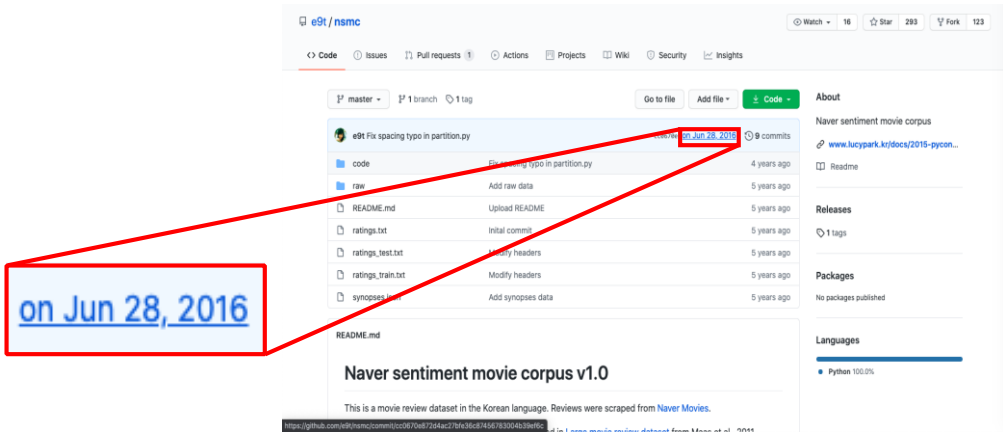 e9t / nsmc
Watch 16 Star 293 Fork 123
Code Issues Pull requests 1 Actions Projects Wiki Security Insights
master 1 branch 1 tag Go to file Add file Code
About
Naver sentiment movie corpus
www.lucypark.kr/docs/2015-pycon...
Readme
Releases
1 tags
Packages
No packages published
Languages
Python 100.0%
e9t Fix spacing typo in partition.py on Jun 28, 2016 9 commits
code Fix spacing typo in partition.py 4 years ago
raw Add raw data 5 years ago
README.md Upload README 5 years ago
ratings.txt Inital commit 5 years ago
ratings_test.txt Modify headers 5 years ago
ratings_train.txt Modify headers 5 years ago
Add synopses data 5 years ago
on Jun 28, 2016
README.md
Naver sentiment movie corpus v1.0
This is a movie review dataset in the Korean language. Reviews were scraped from Naver Movies.
https://github.com/e9t/nsmc/commit/cc0670e872d4ac27bfe36c87456783004b39ef6c
in Large movie review dataset from Maas et al., 2011